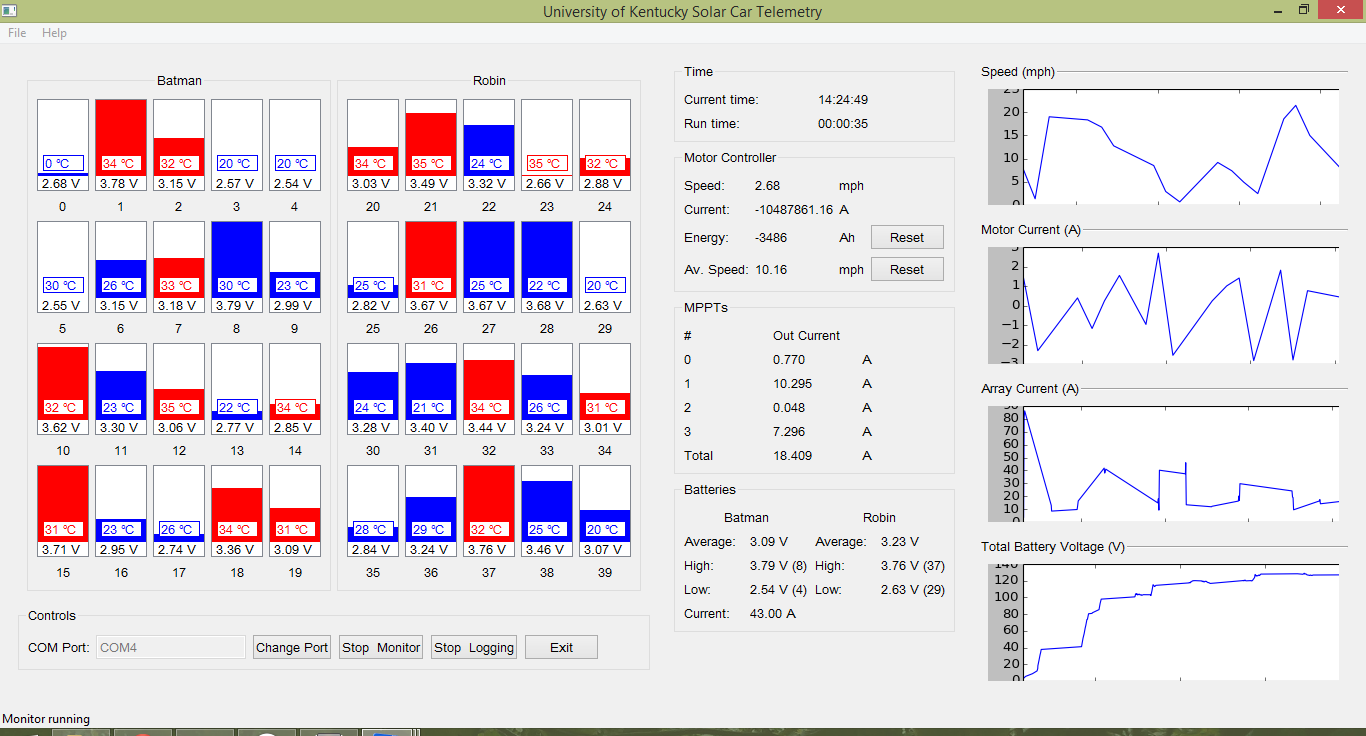 University of Kentucky Solar Car Telemetry
File Help
Batman Robin
0 °C 34 °C 32 °C 20 °C 20 °C 34 °C 35 °C 24 °C 35 °C 32 °C
2.68 V 3.78 V 3.15 V 2.57 V 2.54 V 3.03 V 3.49 V 3.32 V 2.66 V 2.88 V
0 1 2 3 4 20 21 22 23 24
30 °C 26 °C 33 °C 30 °C 23 °C 25 °C 31 °C 25 °C 22 °C 20 °C
2.55 V 3.15 V 3.18 V 3.79 V 2.99 V 2.82 V 3.67 V 3.67 V 3.68 V 2.63 V
5 6 7 8 9 25 26 27 28 29
32 °C 23 °C 35 °C 22 °C 34 °C 24 °C 21 °C 34 °C 26 °C 31 °C
3.62 V 3.30 V 3.06 V 2.77 V 2.85 V 3.28 V 3.40 V 3.44 V 3.24 V 3.01 V
10 11 12 13 14 30 31 32 33 34
31 °C 23 °C 26 °C 34 °C 31 °C 28 °C 29 °C 32 °C 25 °C 20 °C
3.71 V 2.95 V 2.74 V 3.36 V 3.09 V 2.84 V 3.24 V 3.76 V 3.46 V 3.07 V
15 16 17 18 19 35 36 37 38 39
Controls
COM Port: COM4 Change Port Stop Monitor Stop Logging Exit
Time
Current time: 14:24:49
Run time: 00:00:35
Motor Controller
Speed: 2.68 mph
Current: -10487861.16 A
Energy: -3486 Ah Reset
Av. Speed: 10.16 mph Reset
MPPTs
# Out Current
0 0.770 A
1 10.295 A
2 0.048 A
3 7.296 A
Total 18.409 A
Batteries
Batman Robin
Average: 3.09 V Average: 3.23 V
High: 3.79 V (8) High: 3.76 V (37)
Low: 2.54 V (4) Low: 2.63 V (29)
Current: 43.00 A
Speed (mph)
25
20
15
10
5
0
Motor Current (A)
3
2
1
0
−1
−2
−3
Array Current (A)
90
80
70
60
50
40
30
20
10
0
Total Battery Voltage (V)
140
120
100
80
60
40
20
0
Monitor running